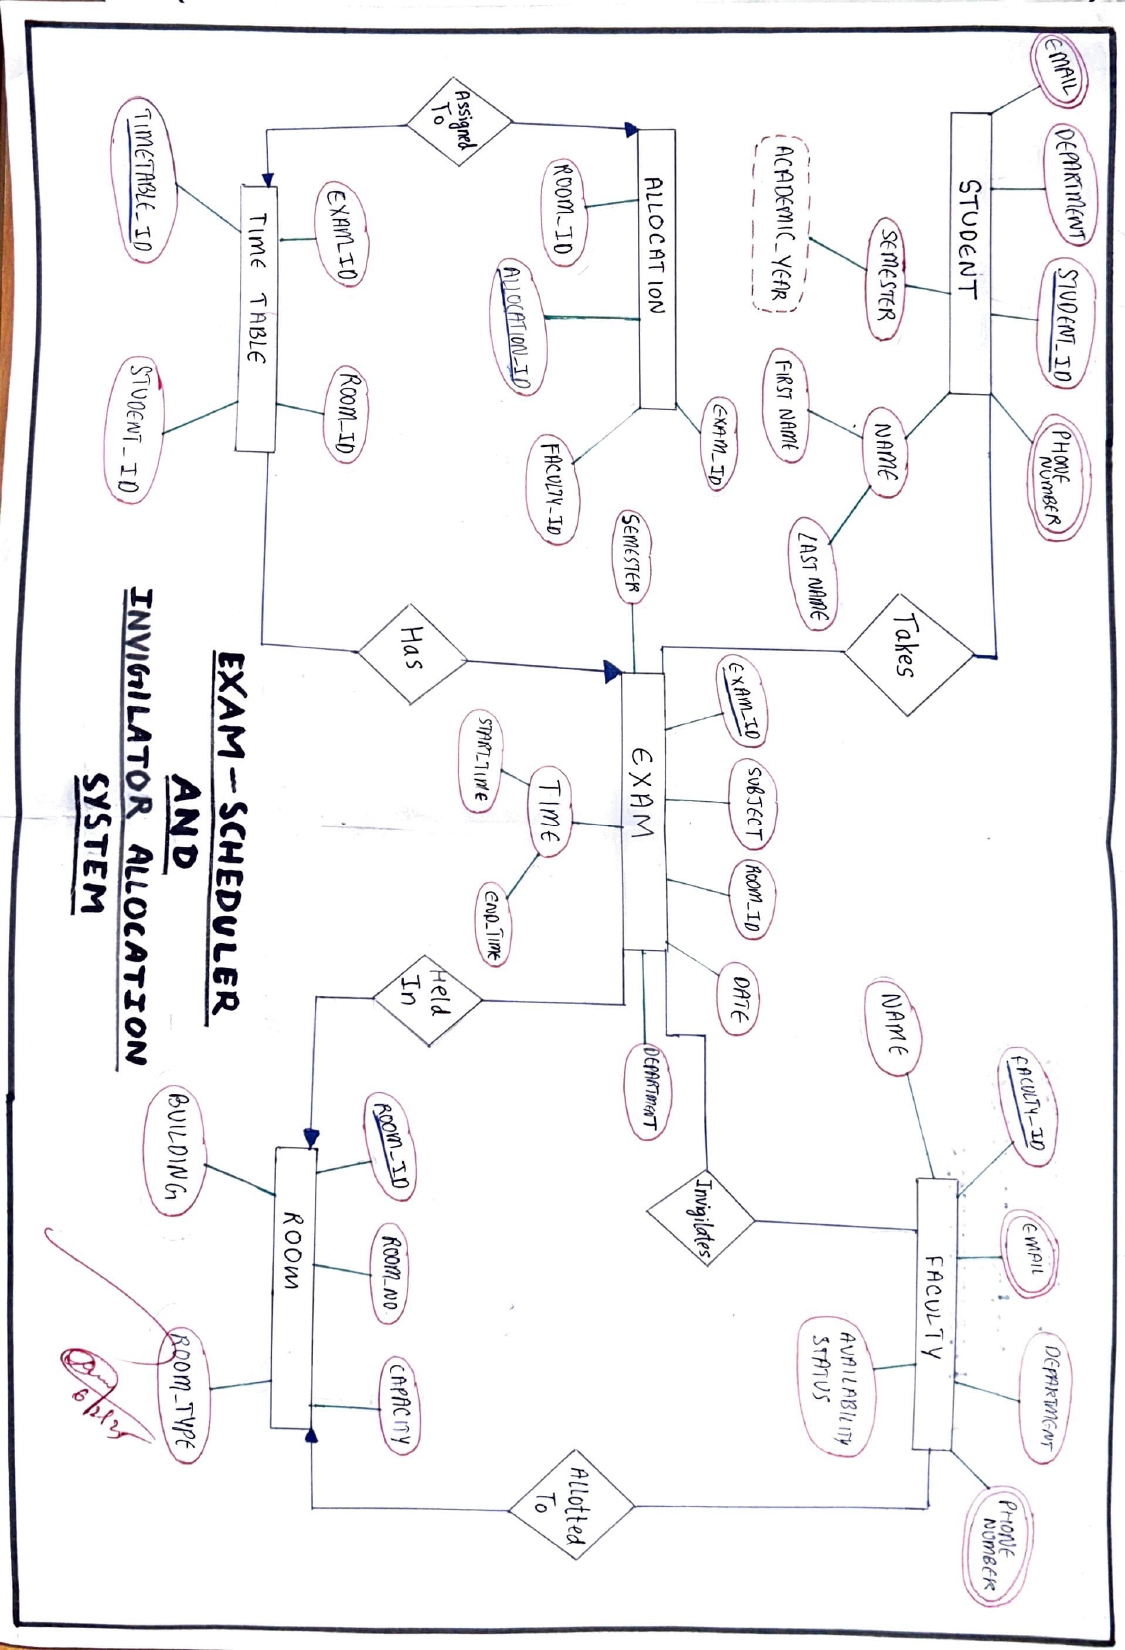 EMAIL
DEPARTMENT
STUDENT_ID
PHONE
NUMBER
STUDENT
SEMESTER
ACADEMIC_YEAR
NAME
FIRST NAME
LAST NAME
Takes
FACULTY_ID
EMAIL
DEPARTMENT
PHONE
NUMBER
NAME
FACULTY
AVAILABILITY
STATUS
Assigned
To
ALLOCATION
ROOM_ID
ALLOCATION_ID
FACULTY_ID
EXAM_ID
SEMESTER
EXAM_ID
SUBJECT
ROOM_ID
DATE
EXAM
DEPARTMENT
TIME
START_TIME
END_TIME
Invigilates
Has
Held
In
Allotted
To
EXAM_ID
ROOM_ID
TIME TABLE
TIMETABLE_ID
STUDENT_ID
ROOM_ID
ROOM_NO
CAPACITY
ROOM
BUILDING
ROOM_TYPE
EXAM-SCHEDULER
AND
INVIGILATOR ALLOCATION
SYSTEM